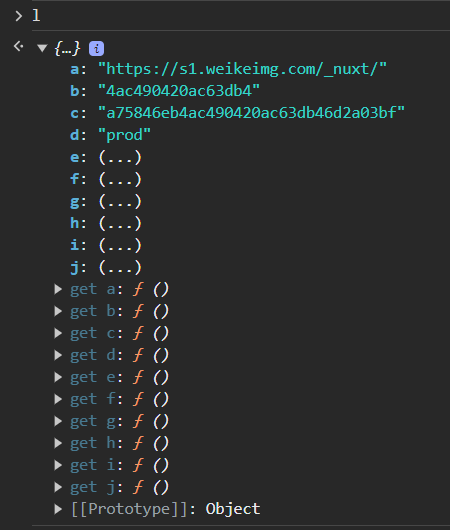 > l
<· ▼ {…} i
a: "https://s1.weikeimg.com/_nuxt/"
b: "4ac490420ac63db4"
c: "a75846eb4ac490420ac63db46d2a03bf"
d: "prod"
e: (...)
f: (...)
g: (...)
h: (...)
i: (...)
j: (...)
▶ get a: ƒ ()
▶ get b: ƒ ()
▶ get c: ƒ ()
▶ get d: ƒ ()
▶ get e: ƒ ()
▶ get f: ƒ ()
▶ get g: ƒ ()
▶ get h: ƒ ()
▶ get i: ƒ ()
▶ get j: ƒ ()
▶ [[Prototype]]: Object